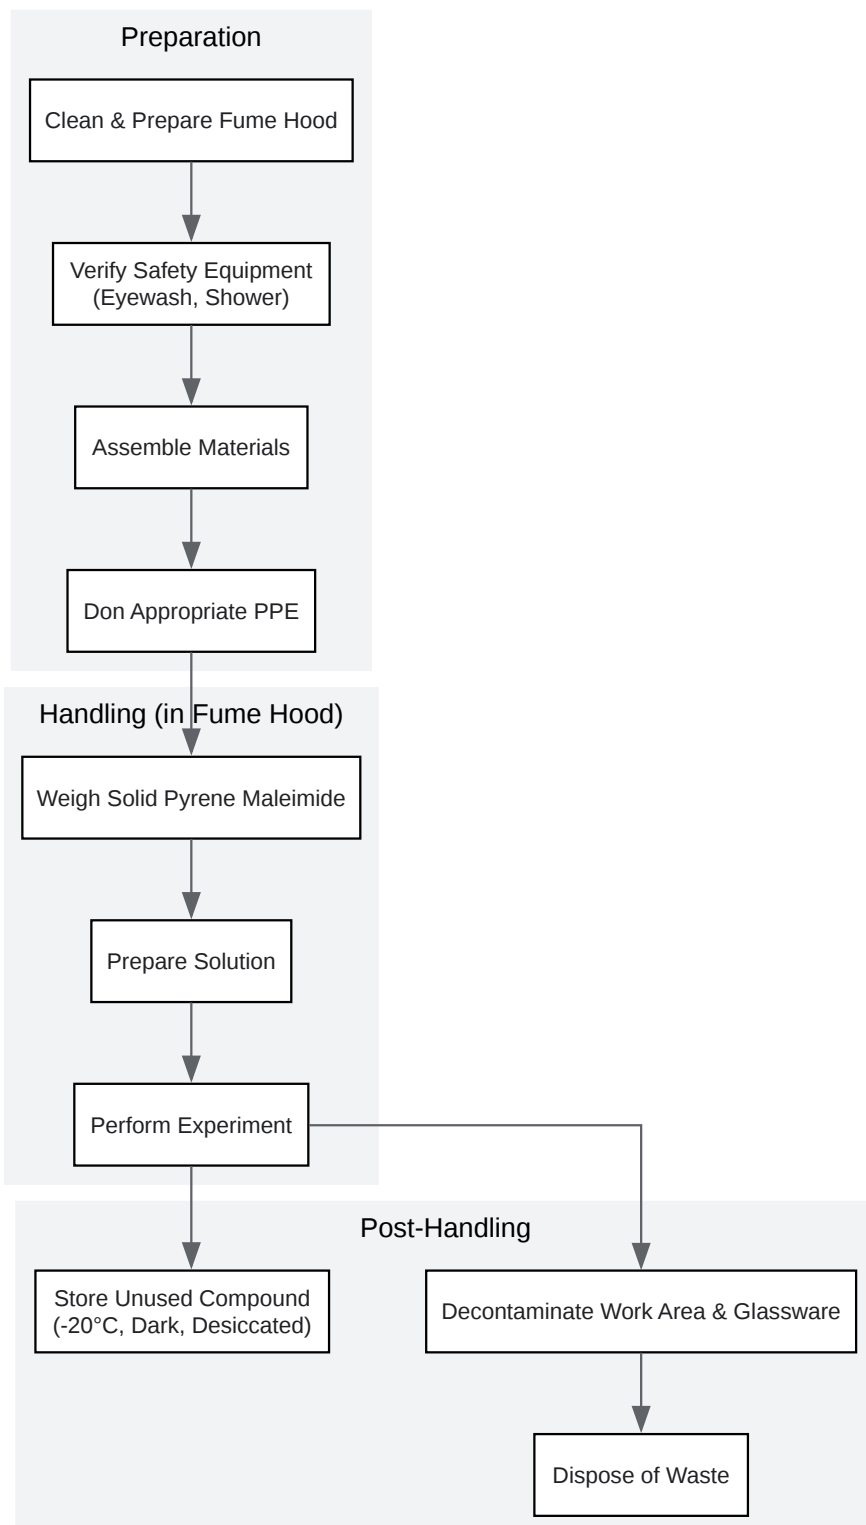 Preparation
Clean & Prepare Fume Hood
Verify Safety Equipment
(Eyewash, Shower)
Assemble Materials
Don Appropriate PPE
Handling (in Fume Hood)
Weigh Solid Pyrene Maleimide
Prepare Solution
Perform Experiment
Post-Handling
Store Unused Compound
(-20°C, Dark, Desiccated)
Decontaminate Work Area & Glassware
Dispose of Waste